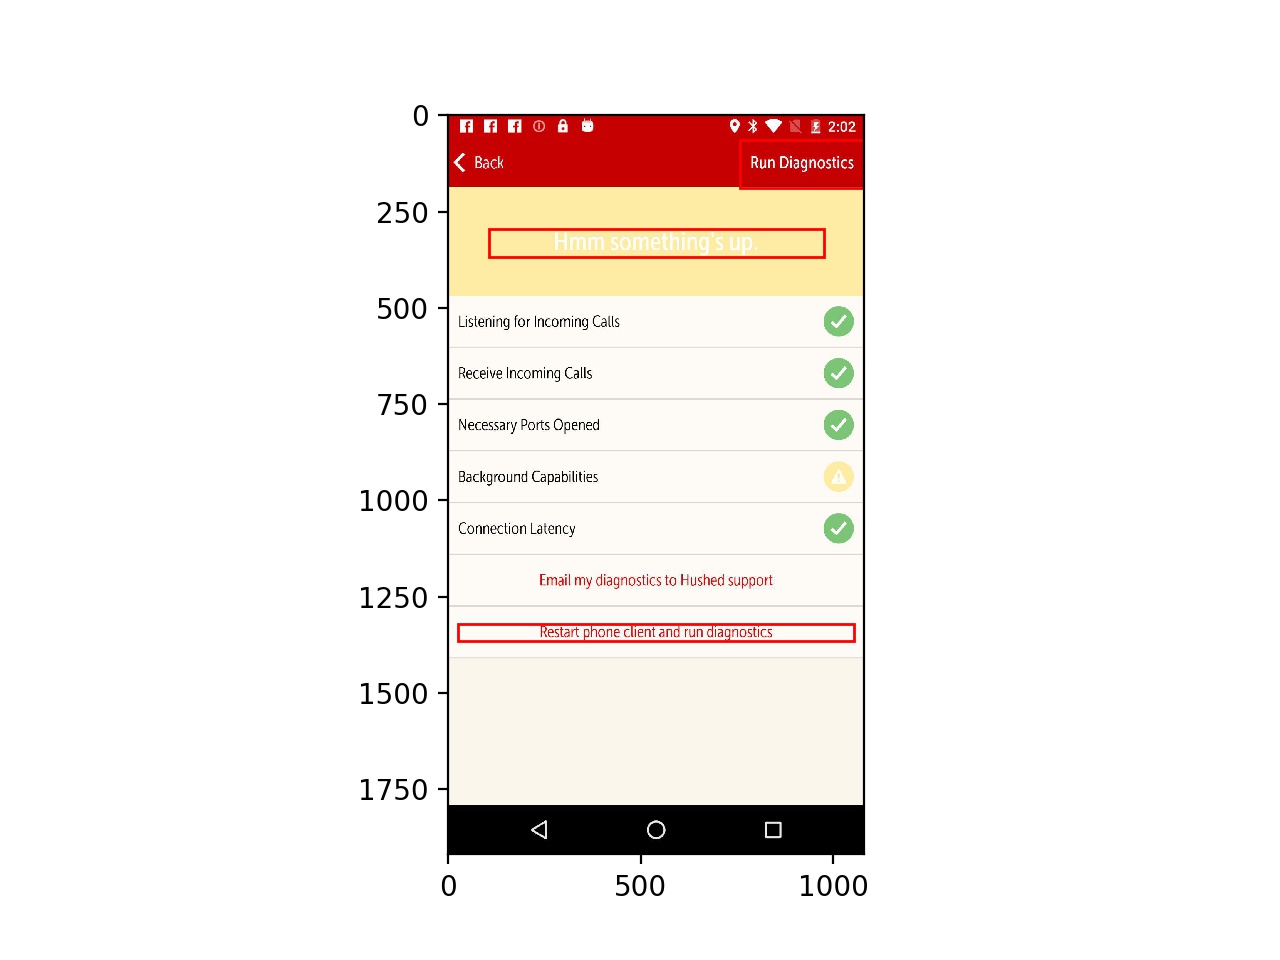 0
2:02
Back
Run Diagnostics
250
Hmm something's up.
500
Listening for Incoming Calls
Receive Incoming Calls
750
Necessary Ports Opened
Background Capabilities
1000
Connection Latency
Email my diagnostics to Hushed support
1250
Restart phone client and run diagnostics
1500
1750
0
500
1000